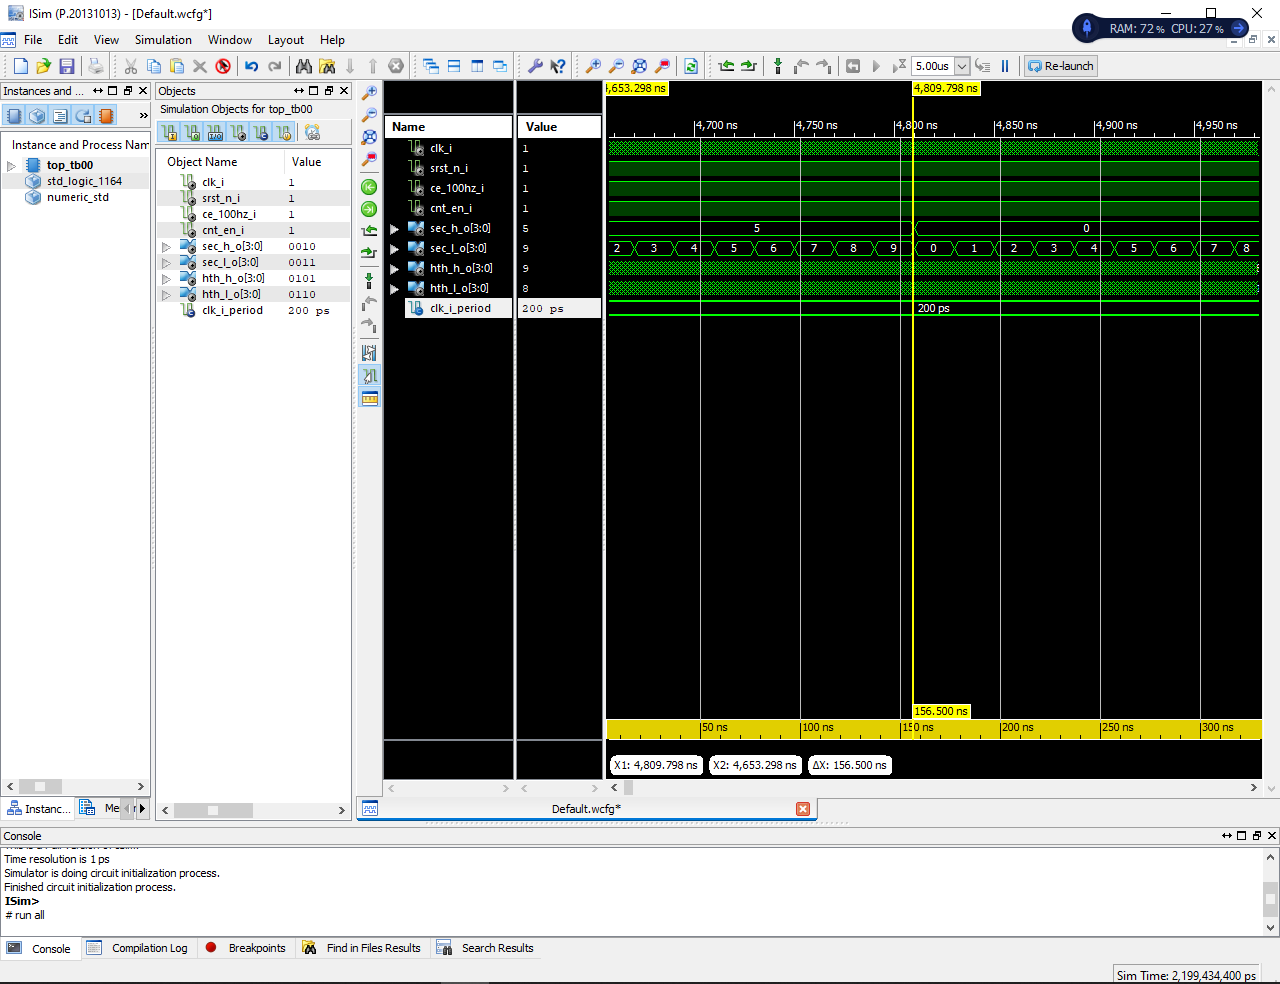 ISim (P.20131013) - [Default.wcfg*]
RAM: 72 % CPU: 27 %
File Edit View Simulation Window Layout Help
5.00us Re-launch
Instances and ...
Objects
Simulation Objects for top_tb00
Instance and Process Nam
top_tb00
std_logic_1164
numeric_std
Object Name Value
clk_i 1
srst_n_i 1
ce_100hz_i 1
cnt_en_i 1
sec_h_o[3:0] 0010
sec_l_o[3:0] 0011
hth_h_o[3:0] 0101
hth_l_o[3:0] 0110
clk_i_period 200 ps
4,653.298 ns 4,809.798 ns
Name Value
4,700 ns 4,750 ns 4,800 ns 4,850 ns 4,900 ns 4,950 ns
clk_i 1
srst_n_i 1
ce_100hz_i 1
cnt_en_i 1
sec_h_o[3:0] 5 5 0
sec_l_o[3:0] 9 2 3 4 5 6 7 8 9 0 1 2 3 4 5 6 7 8
hth_h_o[3:0] 9
hth_l_o[3:0] 8
clk_i_period 200 ps 200 ps
156.500 ns
50 ns 100 ns 150 ns 200 ns 250 ns 300 ns
X1: 4,809.798 ns X2: 4,653.298 ns ΔX: 156.500 ns
Instanc...
Default.wcfg*
Console
Time resolution is 1 ps
Simulator is doing circuit initialization process.
Finished circuit initialization process.
ISim>
# run all
Console Compilation Log Breakpoints Find in Files Results Search Results
Sim Time: 2,199,434,400 ps